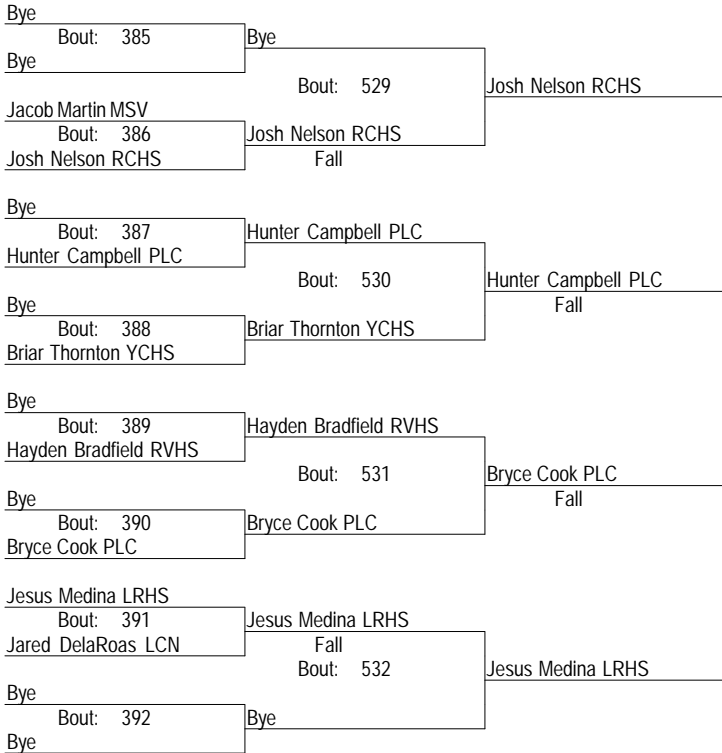 Bye
Bout: 385 Bye
Bye
Bout: 529 Josh Nelson RCHS
Jacob Martin MSV
Bout: 386 Josh Nelson RCHS
Josh Nelson RCHS Fall
Bye
Bout: 387 Hunter Campbell PLC
Hunter Campbell PLC
Bout: 530 Hunter Campbell PLC
Bye Fall
Bout: 388 Briar Thornton YCHS
Briar Thornton YCHS
Bye
Bout: 389 Hayden Bradfield RVHS
Hayden Bradfield RVHS
Bout: 531 Bryce Cook PLC
Bye Fall
Bout: 390 Bryce Cook PLC
Bryce Cook PLC
Jesus Medina LRHS
Bout: 391 Jesus Medina LRHS
Jared DelaRoas LCN Fall
Bout: 532 Jesus Medina LRHS
Bye
Bout: 392 Bye
Bye